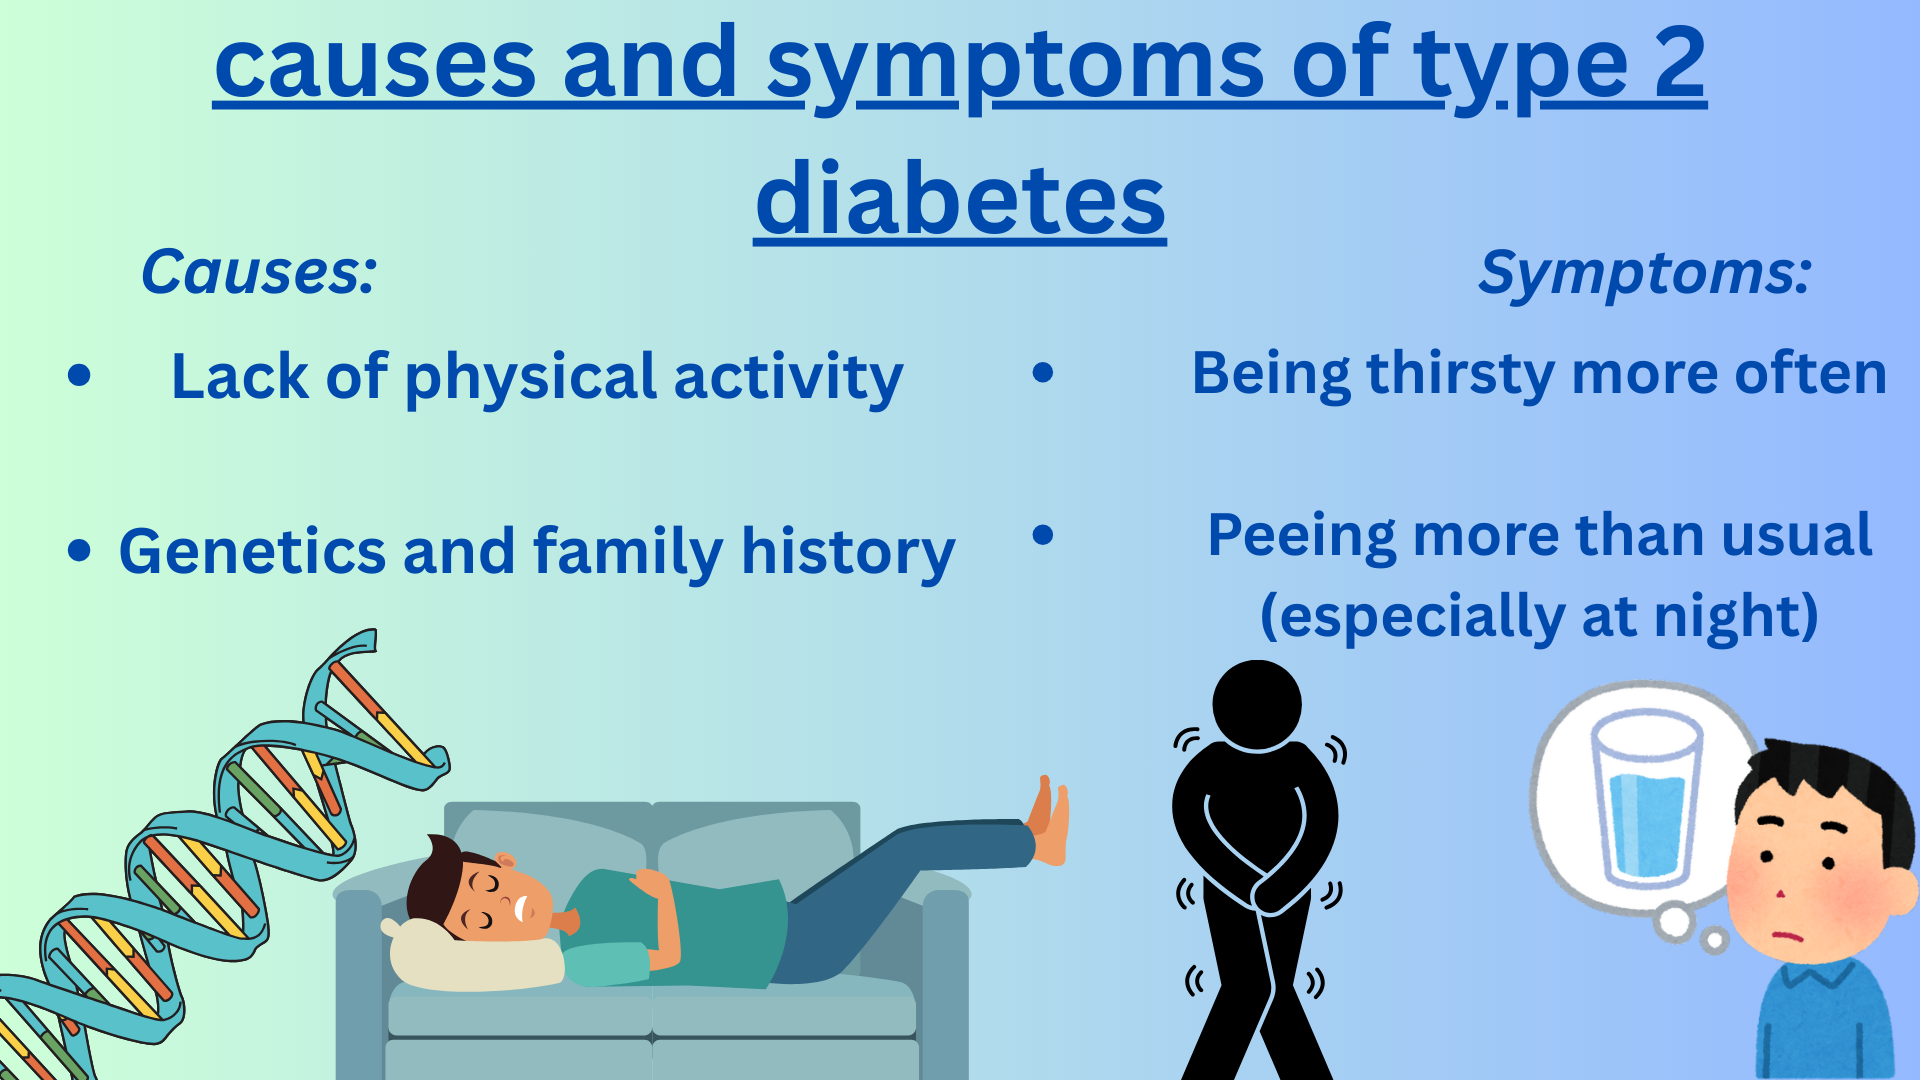 causes and symptoms of type 2
diabetes
Causes:
• Lack of physical activity
• Genetics and family history
Symptoms:
• Being thirsty more often
• Peeing more than usual
(especially at night)